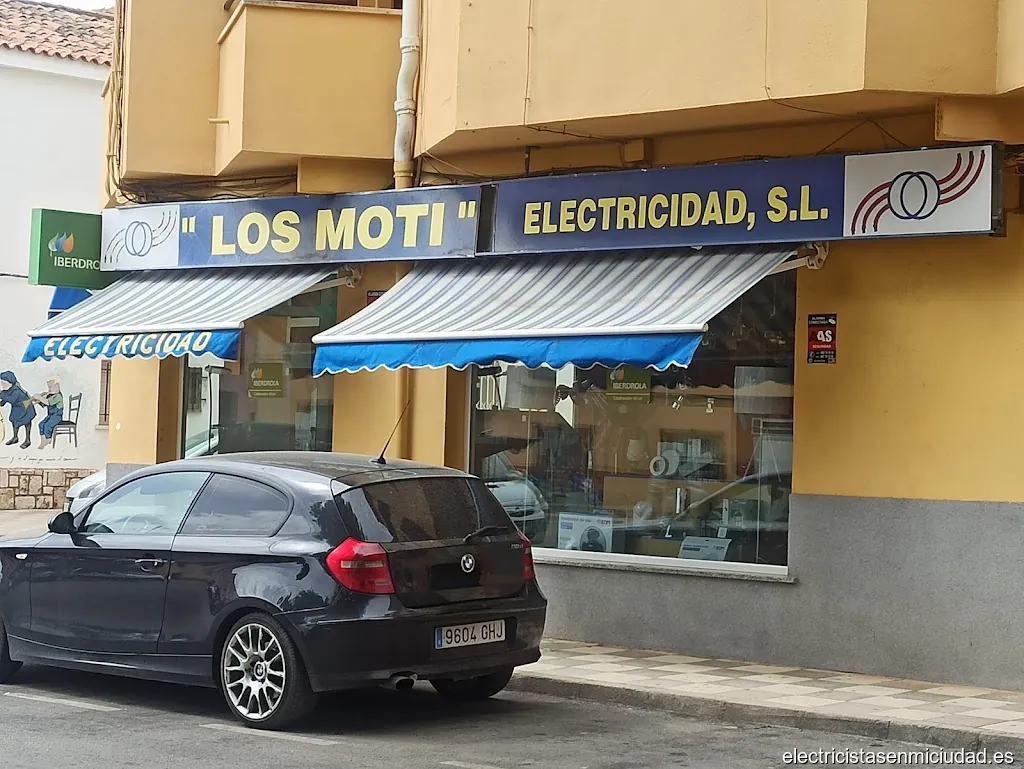 " LOS MOTI "
ELECTRICIDAD, S.L.
IBERDROLA
ELECTRICIDAD
IBERDROLA
IBERDROLA
9604 GHJ
electricistasenmiciudad.es